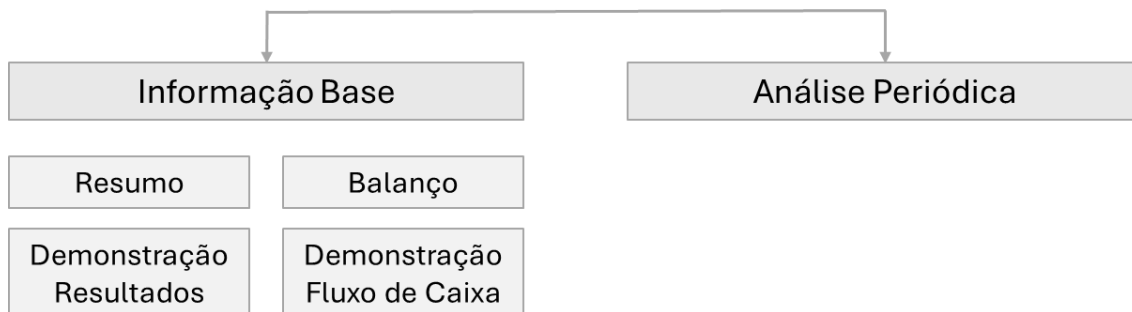 Informação Base
Análise Periódica
Resumo
Balanço
Demonstração
Resultados
Demonstração
Fluxo de Caixa